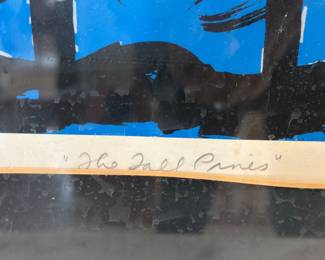 "The Tall Pines"